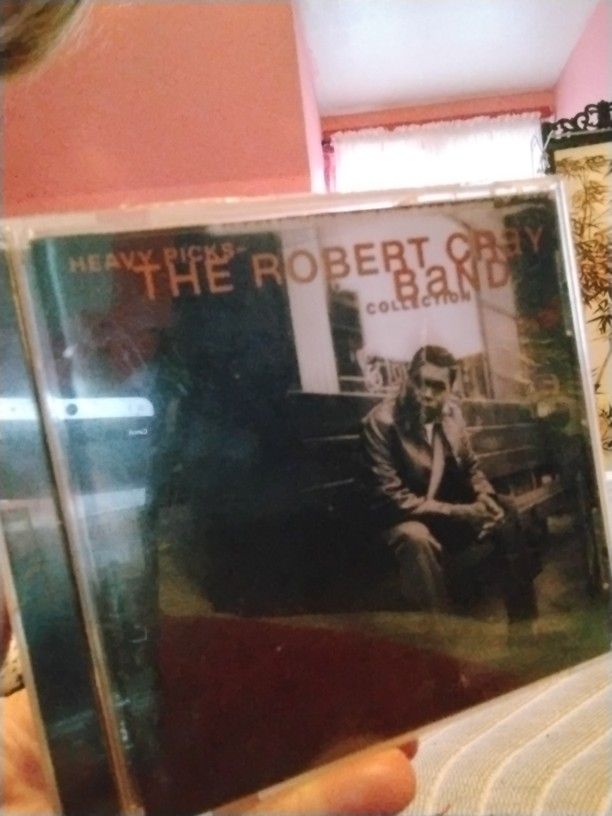 HEAVY PICKS-
THE ROBERT CRaY
BaND
COLLECTION